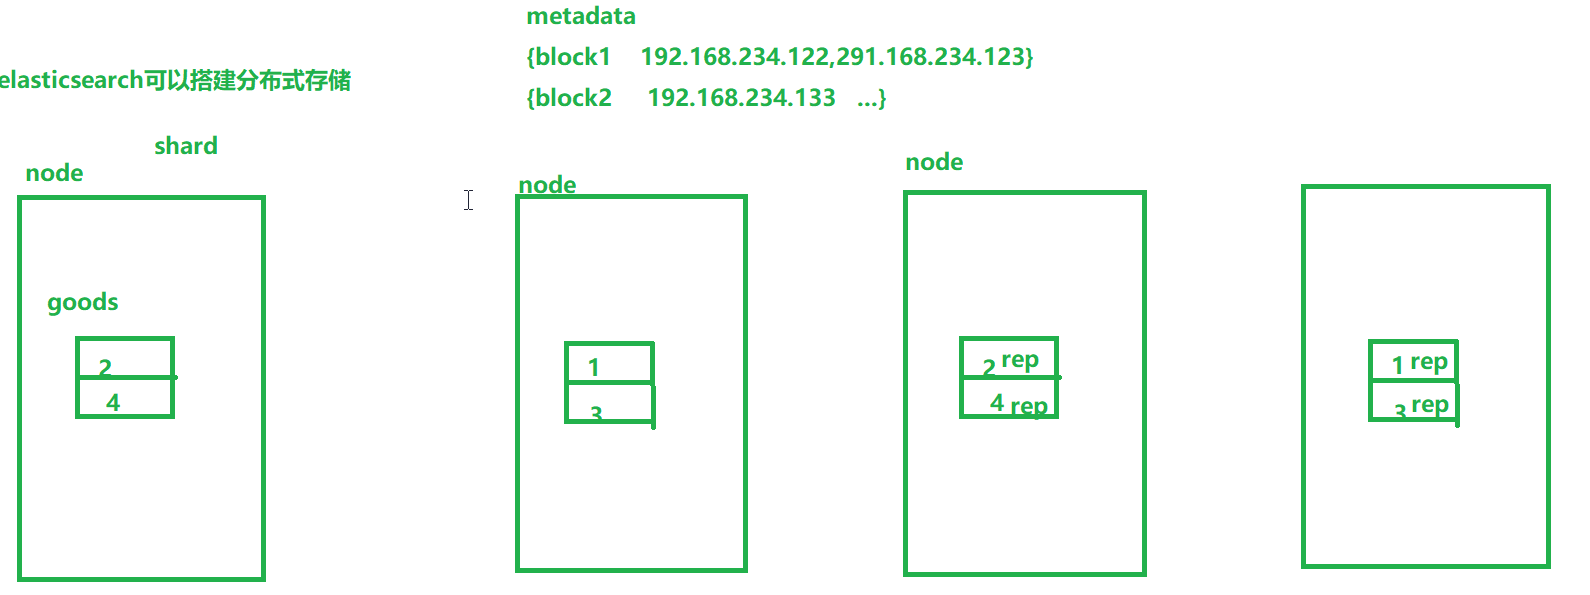 metadata
{block1 192.168.234.122,291.168.234.123}
{block2 192.168.234.133 ...}
elasticsearch可以搭建分布式存储
shard
node
node
node
goods
2
4
1
3
2 rep
4 rep
1 rep
3 rep